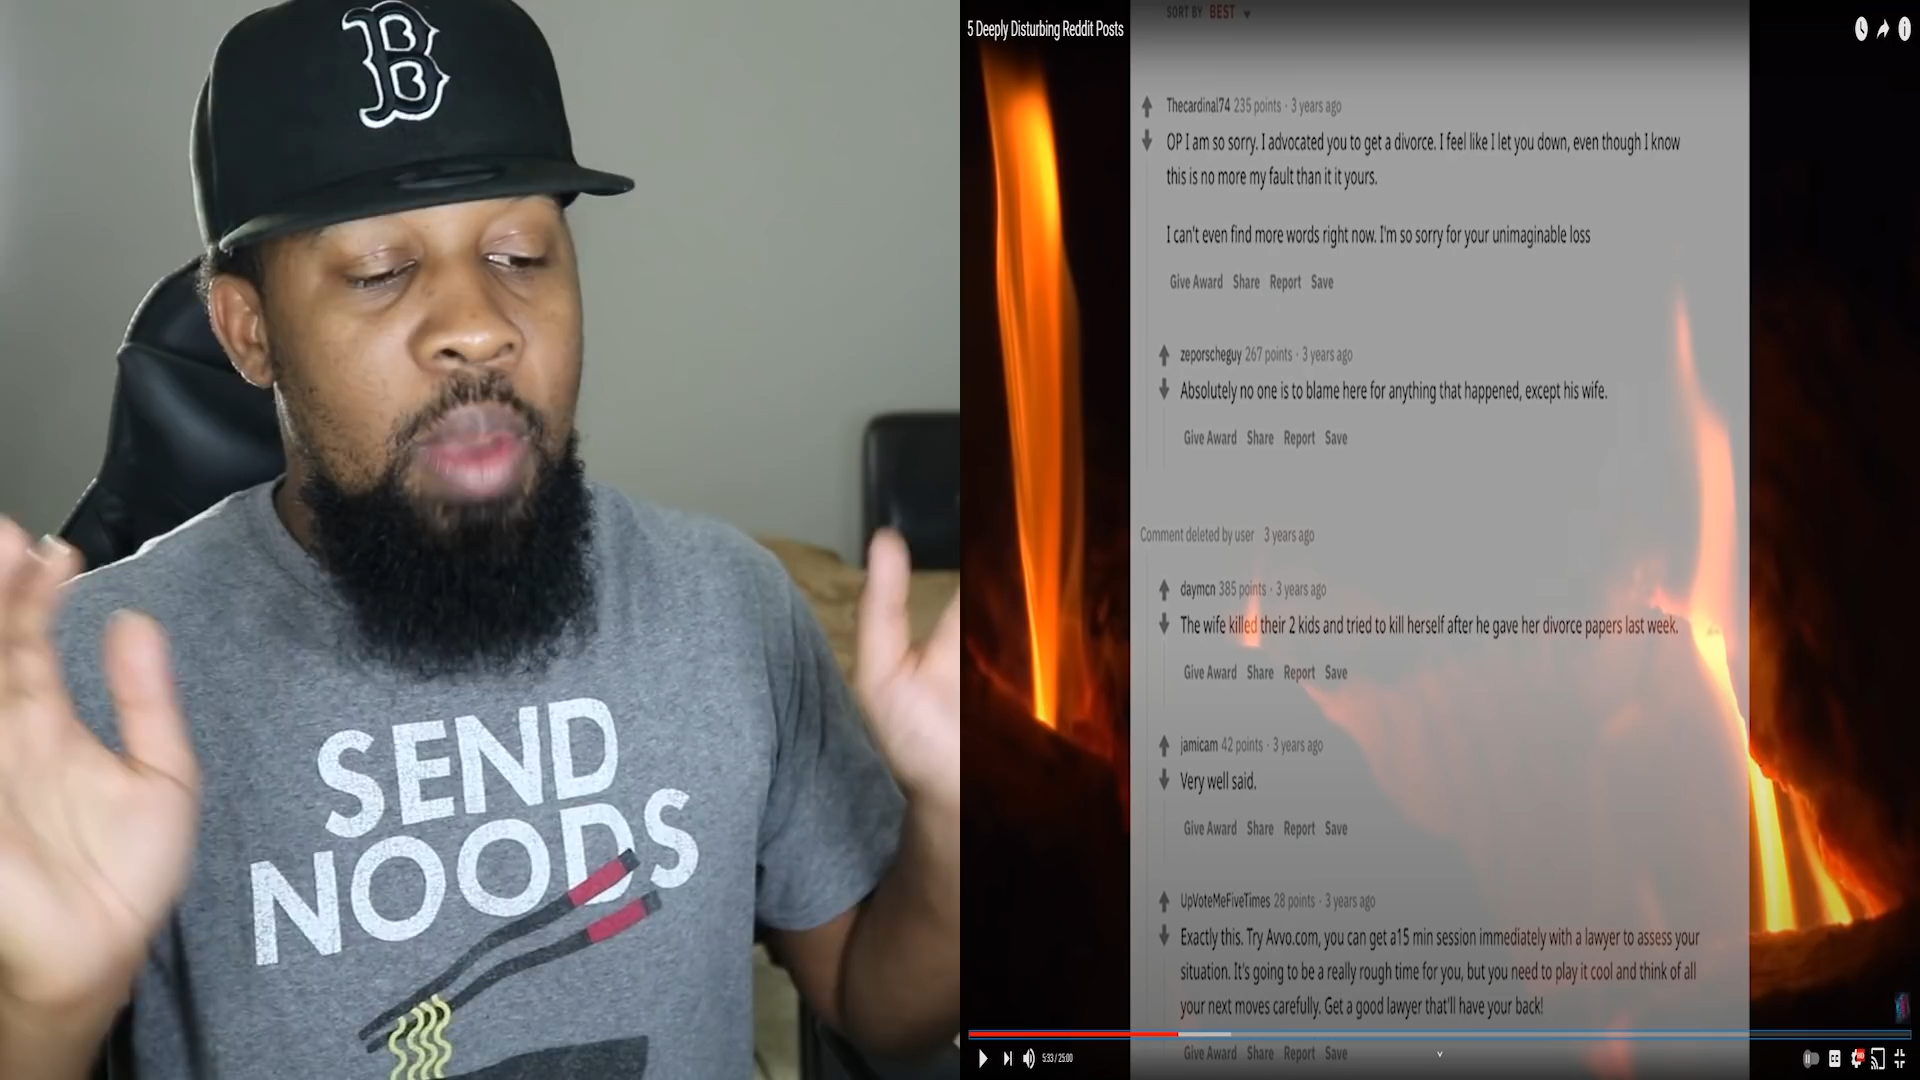 B
SEND
NOODS
5 Deeply Disturbing Reddit Posts
SORT BY BEST
Thecardinal74 235 points · 3 years ago
OP I am so sorry. I advocated you to get a divorce. I feel like I let you down, even though I know
this is no more my fault than it it yours.
I can't even find more words right now. I'm so sorry for your unimaginable loss
Give Award Share Report Save
zeporscheguy 267 points · 3 years ago
Absolutely no one is to blame here for anything that happened, except his wife.
Give Award Share Report Save
Comment deleted by user 3 years ago
daymcn 385 points · 3 years ago
The wife killed their 2 kids and tried to kill herself after he gave her divorce papers last week.
Give Award Share Report Save
jamicam 42 points · 3 years ago
Very well said.
Give Award Share Report Save
UpVoteMeFiveTimes 28 points · 3 years ago
Exactly this. Try Avvo.com, you can get a15 min session immediately with a lawyer to assess your
situation. It's going to be a really rough time for you, but you need to play it cool and think of all
your next moves carefully. Get a good lawyer that'll have your back!
Give Award Share Report Save
5:33 / 25:00